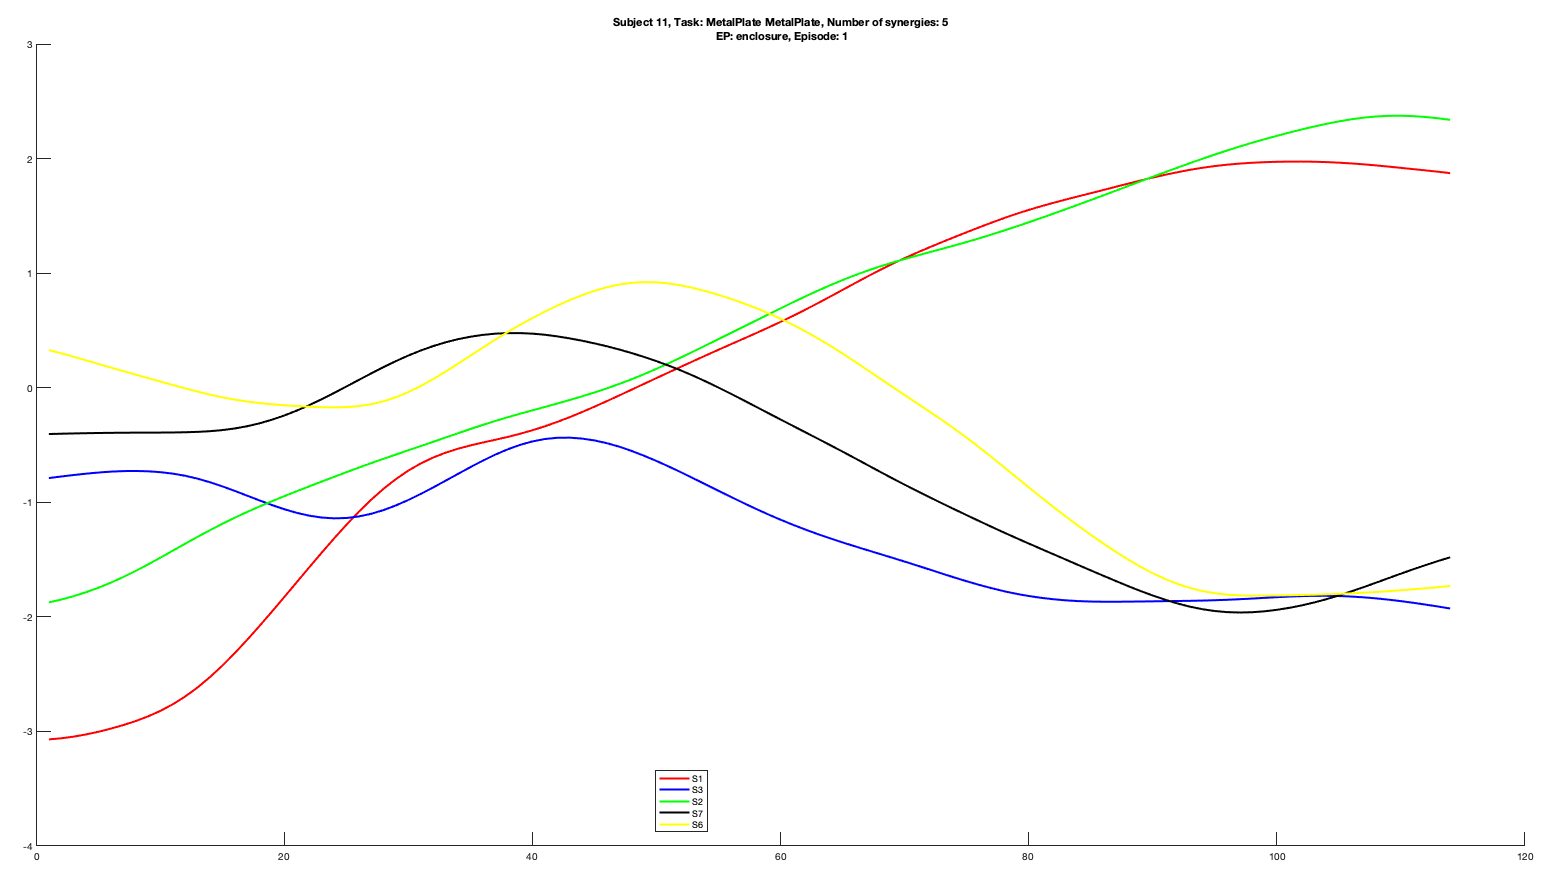 Subject 11, Task: MetalPlate MetalPlate, Number of synergies: 5
EP: enclosure, Episode: 1
3
2
1
0
-1
-2
-3
-4
0 20 40 60 80 100 120
S1
S3
S2
S7
S6